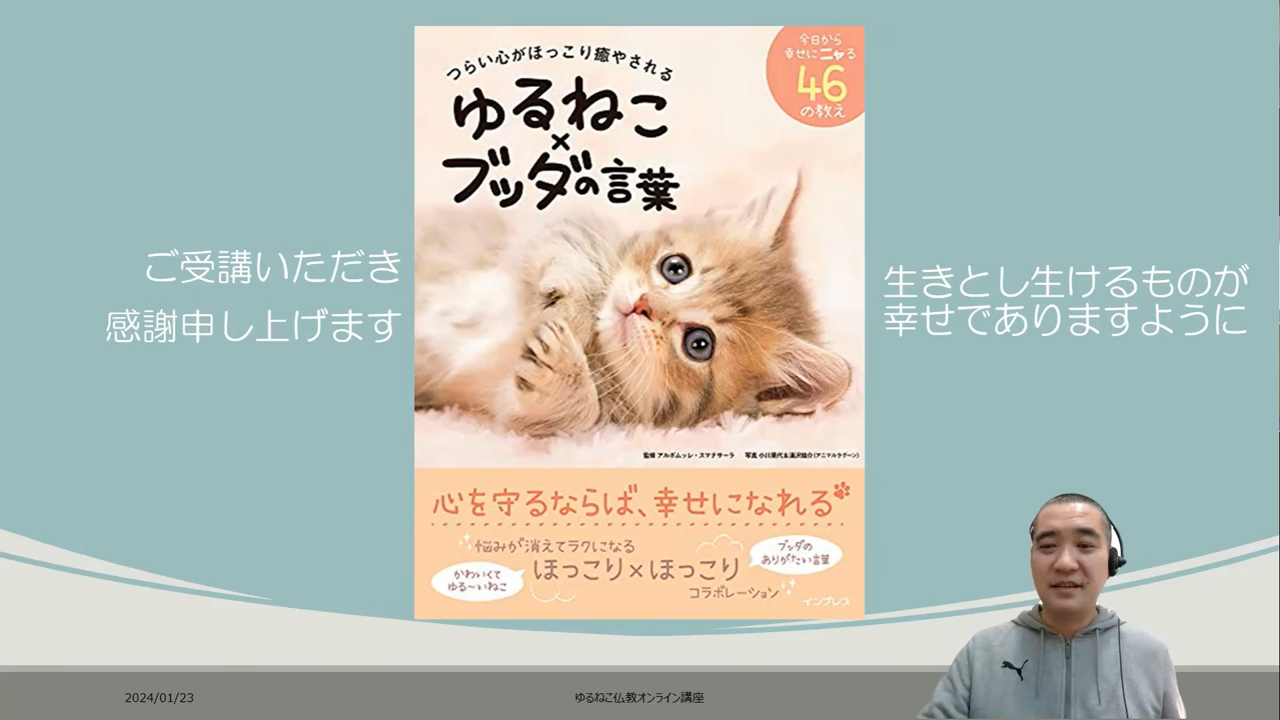 つらい心がほっこり癒やされる
ゆるねこ
×
ブッダの言葉
今日から
幸せにニャる
46
の教え
ご受講いただき
感謝申し上げます
生きとし生けるものが
幸せでありますように
監修 アルボムッレ・スマナサーラ
心を守るならば、幸せになれる
悩みが消えてラクになる
かわいくて
ゆる〜いねこ
ほっこり×ほっこり
ブッダの
ありがたい言葉
コラボレーション
インプレス
2024/01/23
ゆるねこ仏教オンライン講座